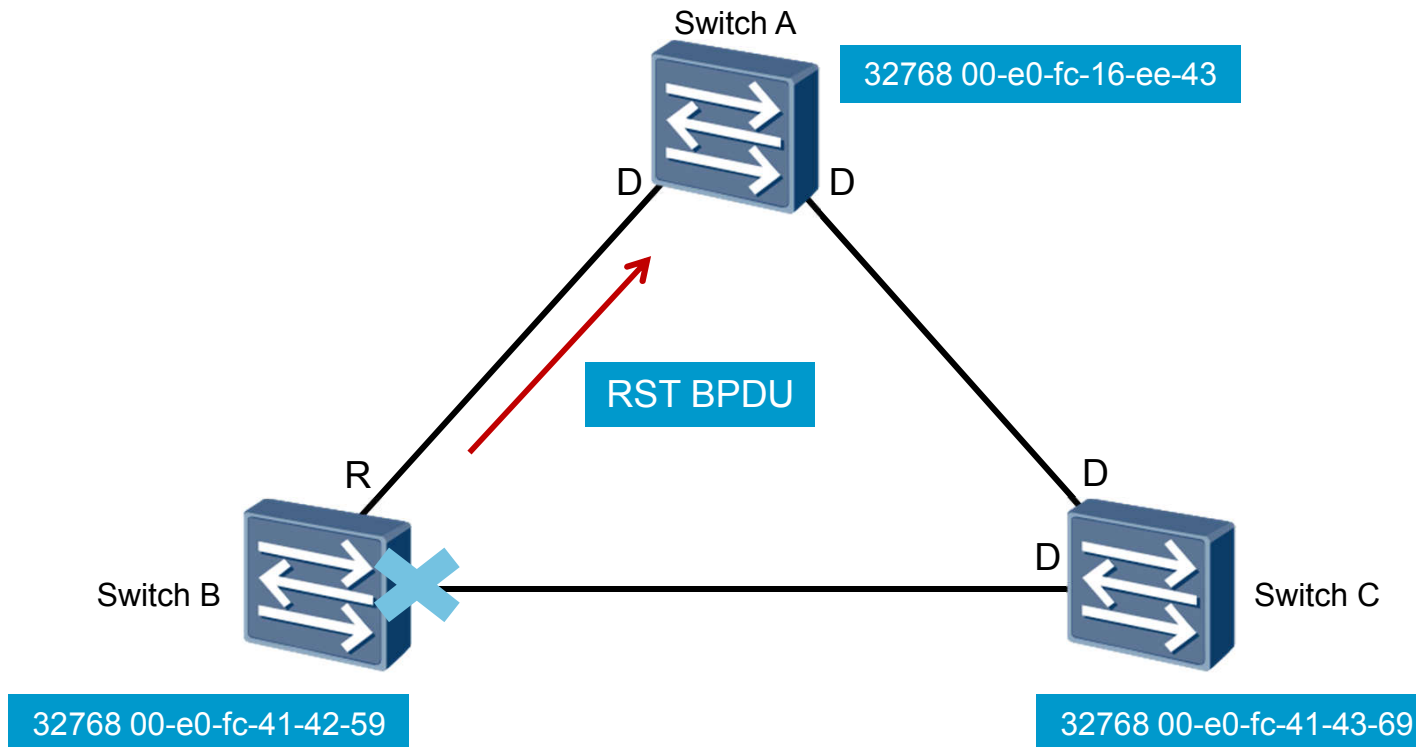 Switch A
32768 00-e0-fc-16-ee-43
D
D
RST BPDU
R
D
D
Switch B
Switch C
32768 00-e0-fc-41-42-59
32768 00-e0-fc-41-43-69